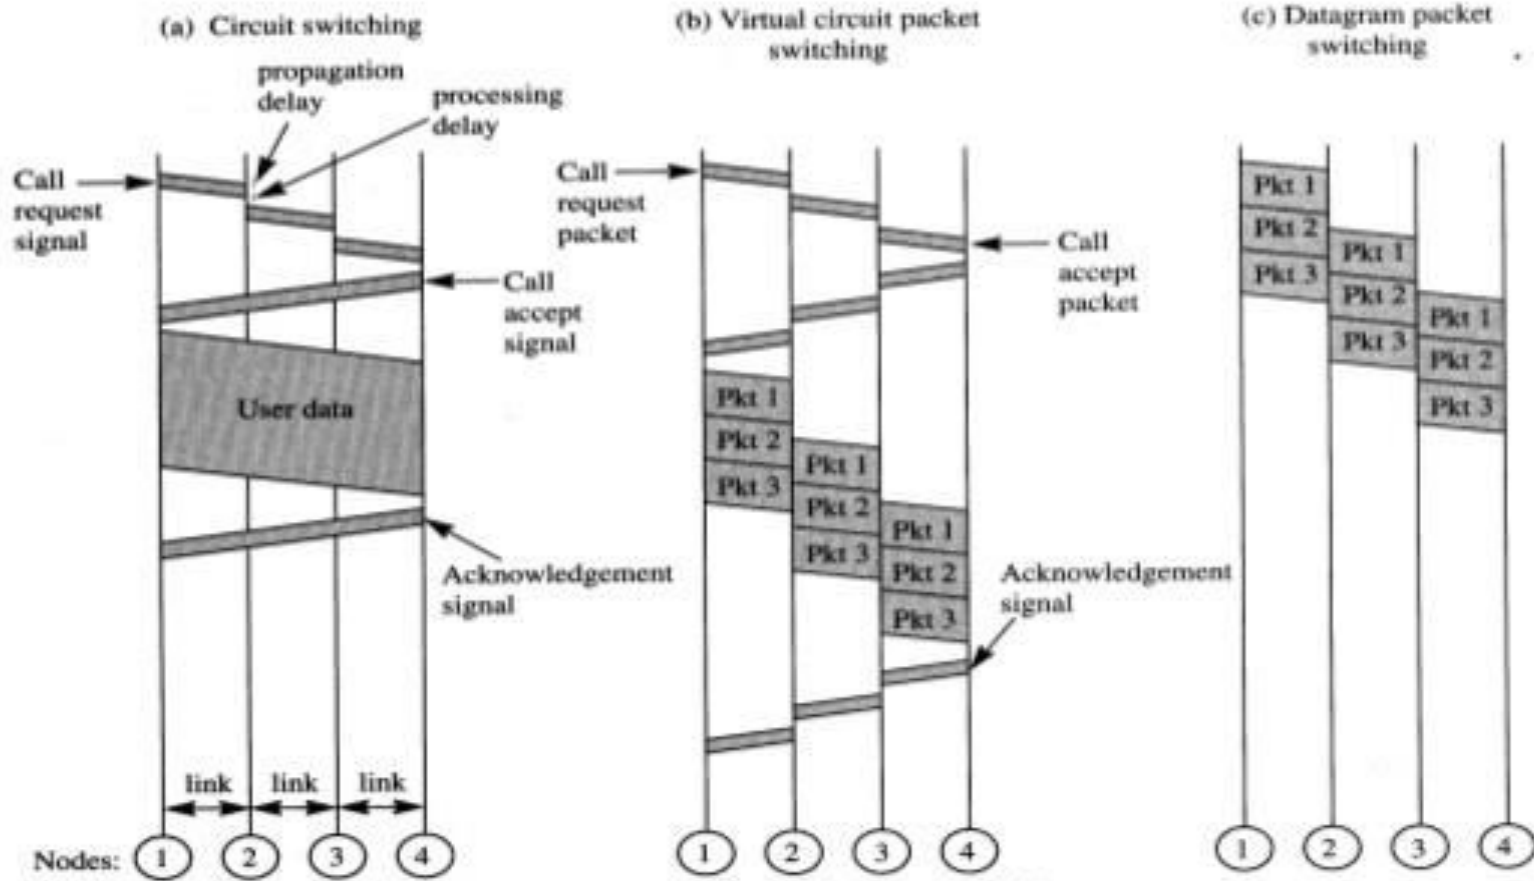 (a) Circuit switching
propagation
delay
processing
delay
Call
request
signal
Call
accept
signal
User data
Acknowledgement
signal
link
link
link
Nodes:
1
2
3
4
(b) Virtual circuit packet
switching
Call
request
packet
Call
accept
packet
Pkt 1
Pkt 2
Pkt 3
Pkt 1
Pkt 2
Pkt 3
Pkt 1
Pkt 2
Pkt 3
Acknowledgement
signal
1
2
3
4
(c) Datagram packet
switching
Pkt 1
Pkt 2
Pkt 3
Pkt 1
Pkt 2
Pkt 3
Pkt 1
Pkt 2
Pkt 3
1
2
3
4